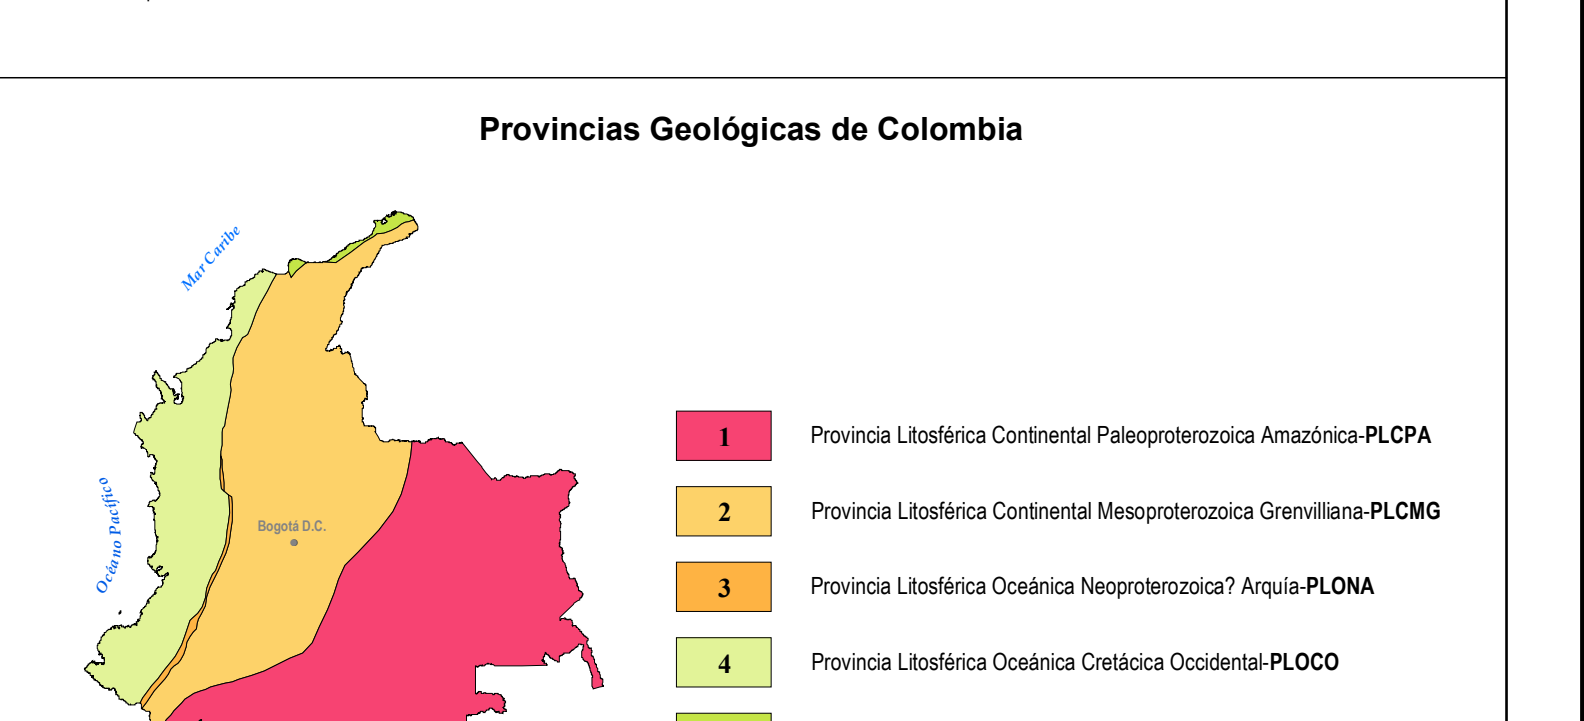 Provincias Geológicas de Colombia
Mar Caribe
1 Provincia Litosférica Continental Paleoproterozoica Amazónica-PLCPA
Océano Pacífico
2 Provincia Litosférica Continental Mesoproterozoica Grenvilliana-PLCMG
Bogotá D.C.
3 Provincia Litosférica Oceánica Neoproterozoica? Arquía-PLONA
4 Provincia Litosférica Oceánica Cretácica Occidental-PLOCO